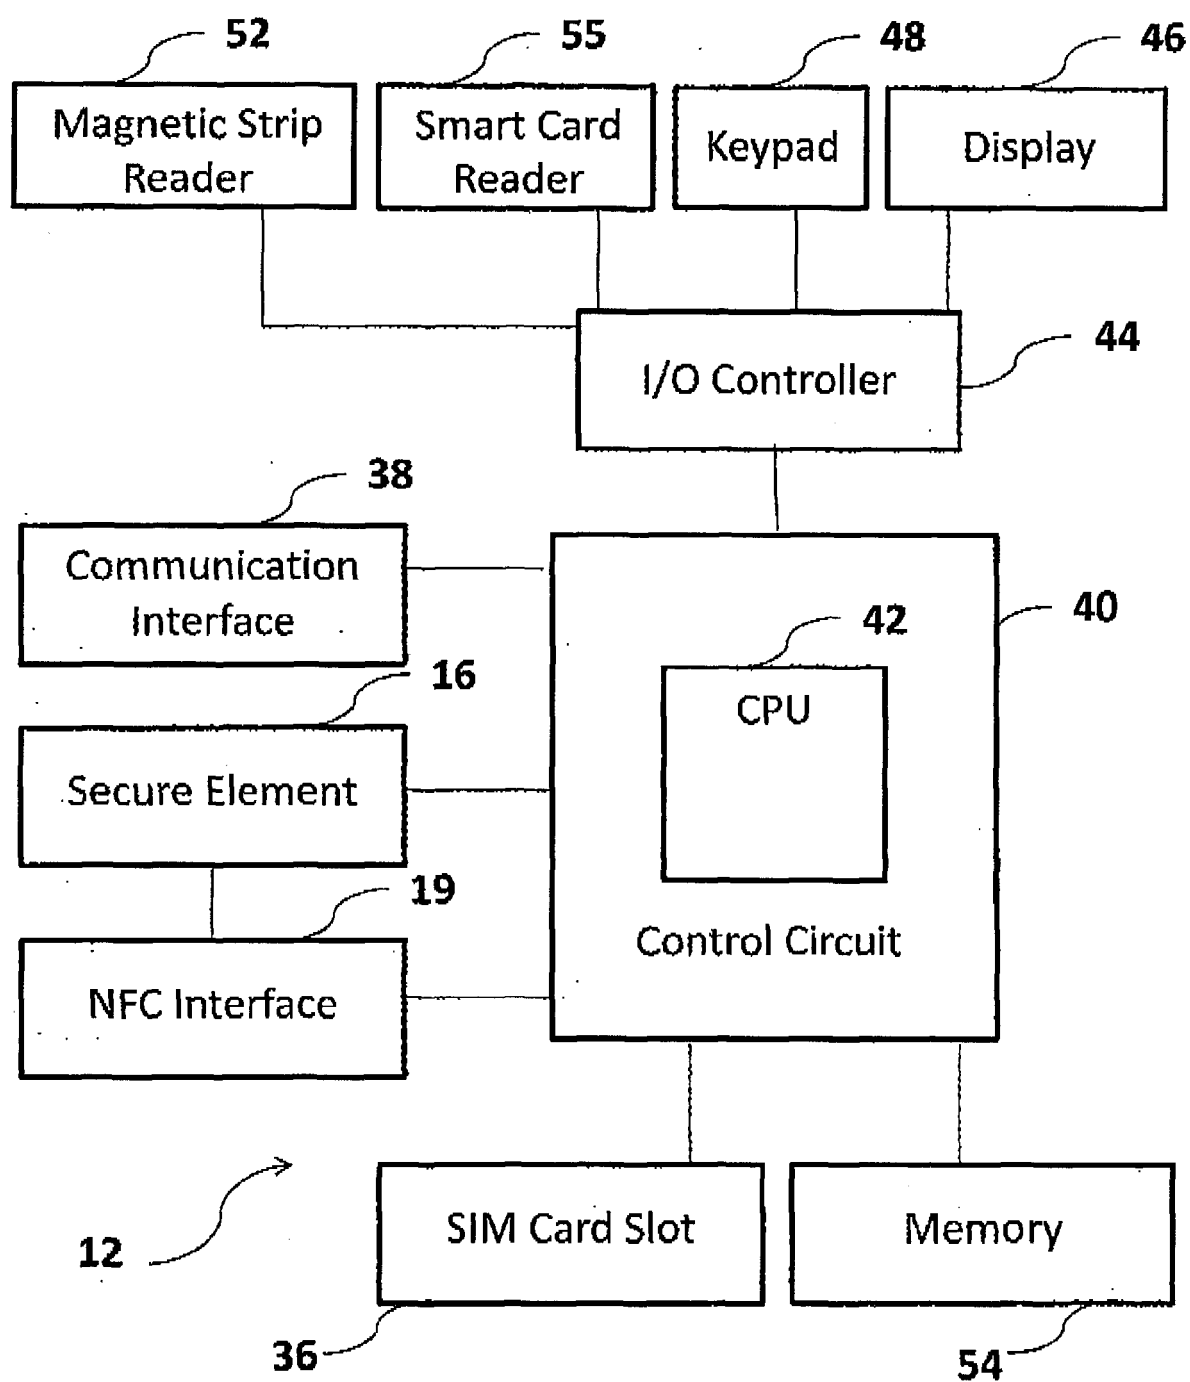 52
55
48
46
Magnetic Strip
Reader
Smart Card
Reader
Keypad
Display
44
I/O Controller
38
Communication
Interface
40
42
CPU
16
Secure Element
19
Control Circuit
NFC Interface
12
SIM Card Slot
Memory
36
54